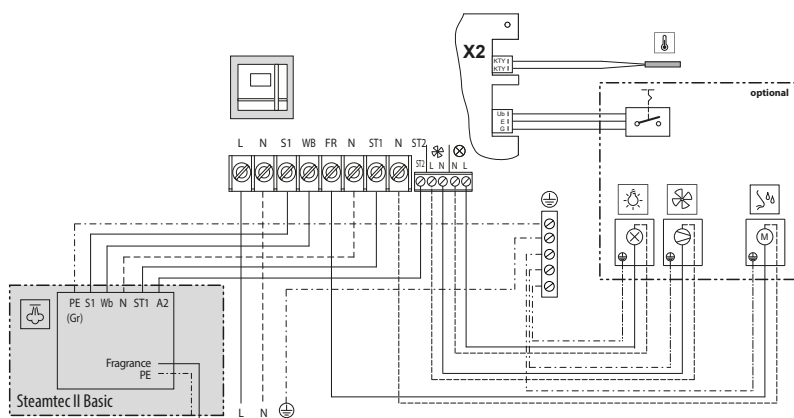 X2
KTY
KTY
optional
Ub
E
G
L N S1 WB FR N ST1 N ST2
ST2 L N N L
M
PE S1 Wb N ST1 A2
(Gr)
Fragrance
PE
Steamtec II Basic
L N